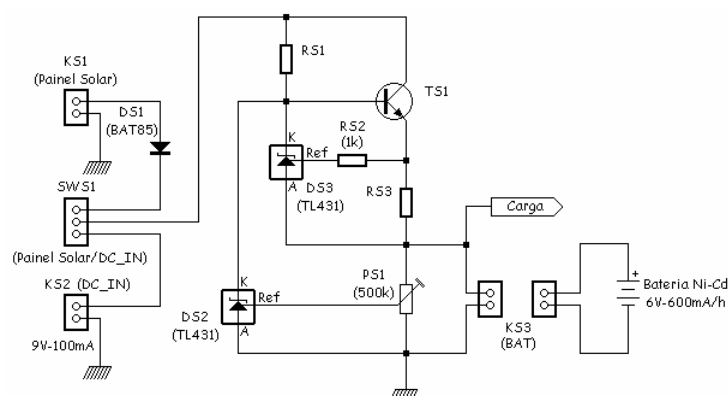 KS1
(Painel Solar)
DS1
(BAT85)
SWS1
(Painel Solar/DC_IN)
KS2 (DC_IN)
9V-100mA
RS1
TS1
RS2
(1k)
K
Ref
A
DS3
(TL431)
RS3
Carga
PS1
(500k)
K
Ref
A
DS2
(TL431)
KS3
(BAT)
+
Bateria Ni-Cd
6V-600mA/h